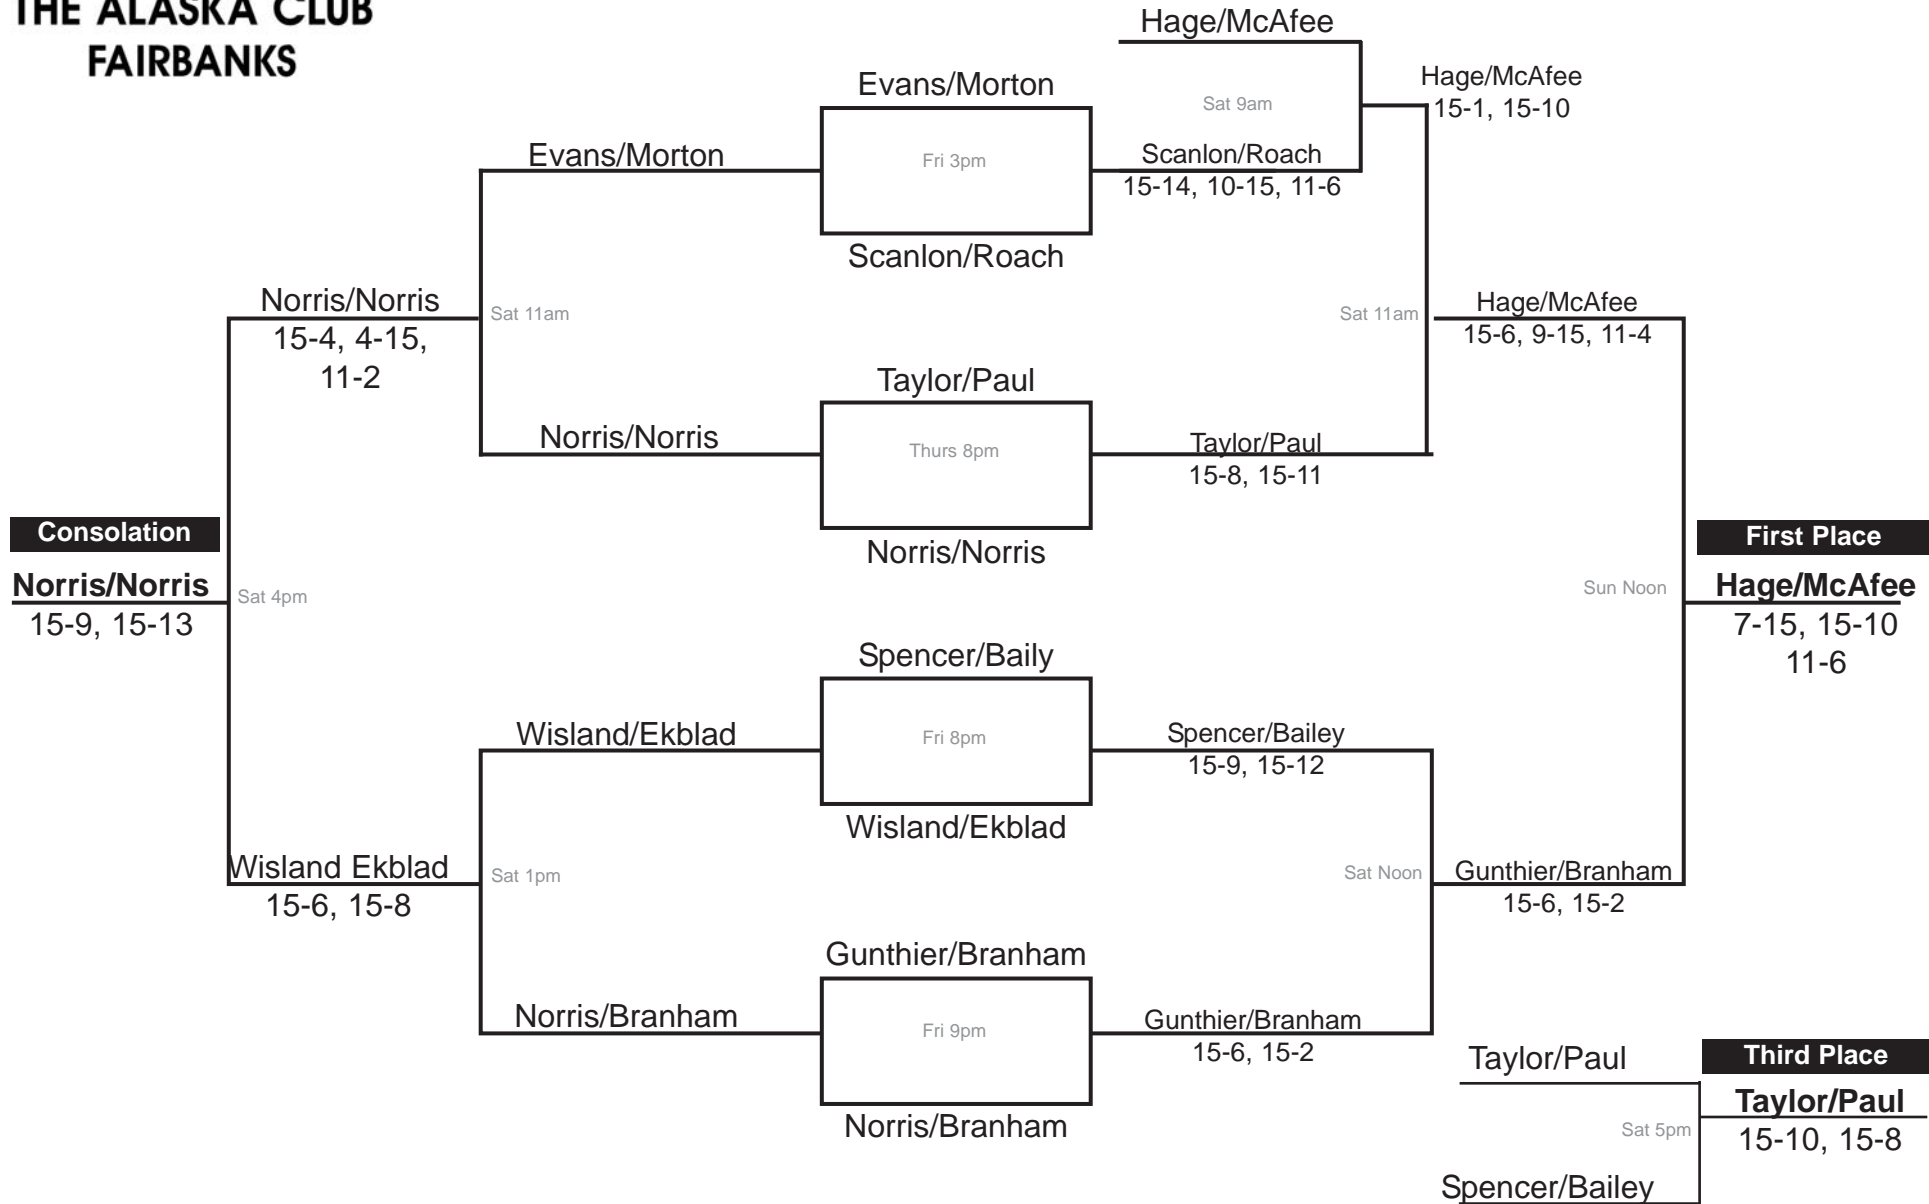 THE ALASKA CLUB
FAIRBANKS
Hage/McAfee
Sat 9am
Hage/McAfee
15-1, 15-10
Evans/Morton
Fri 3pm
Scanlon/Roach
Evans/Morton
Scanlon/Roach
15-14, 10-15, 11-6
Norris/Norris
15-4, 4-15,
11-2
Sat 11am
Sat 11am
Hage/McAfee
15-6, 9-15, 11-4
Taylor/Paul
Thurs 8pm
Norris/Norris
Norris/Norris
Taylor/Paul
15-8, 15-11
Consolation
Norris/Norris
15-9, 15-13
Sat 4pm
Sun Noon
First Place
Hage/McAfee
7-15, 15-10
11-6
Spencer/Baily
Fri 8pm
Wisland/Ekblad
Wisland/Ekblad
Spencer/Bailey
15-9, 15-12
Wisland Ekblad
15-6, 15-8
Sat 1pm
Sat Noon
Gunthier/Branham
15-6, 15-2
Gunthier/Branham
Fri 9pm
Norris/Branham
Norris/Branham
Gunthier/Branham
15-6, 15-2
Taylor/Paul
Sat 5pm
Spencer/Bailey
Third Place
Taylor/Paul
15-10, 15-8